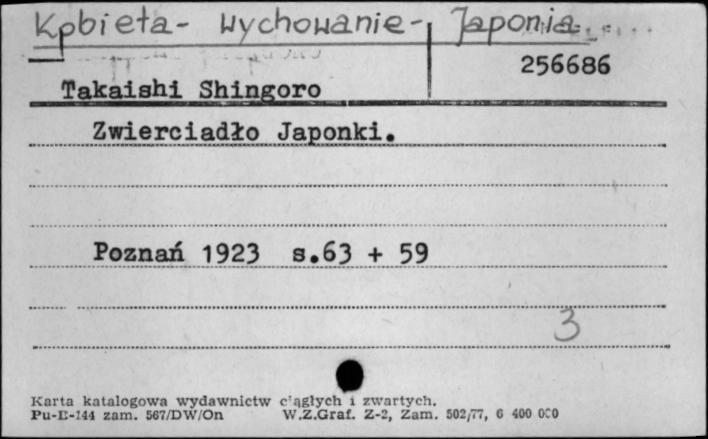 Kobieta - wychowanie - Japonia
256686
Takaishi Shingoro
Zwierciadło Japonki.
Poznań 1923 s.63 + 59
3
Karta katalogowa wydawnictw ciągłych i zwartych.
Pu-B-144 zam. 567/DW/On W.Z.Graf. Z-2, Zam. 502/77, 6 400 000